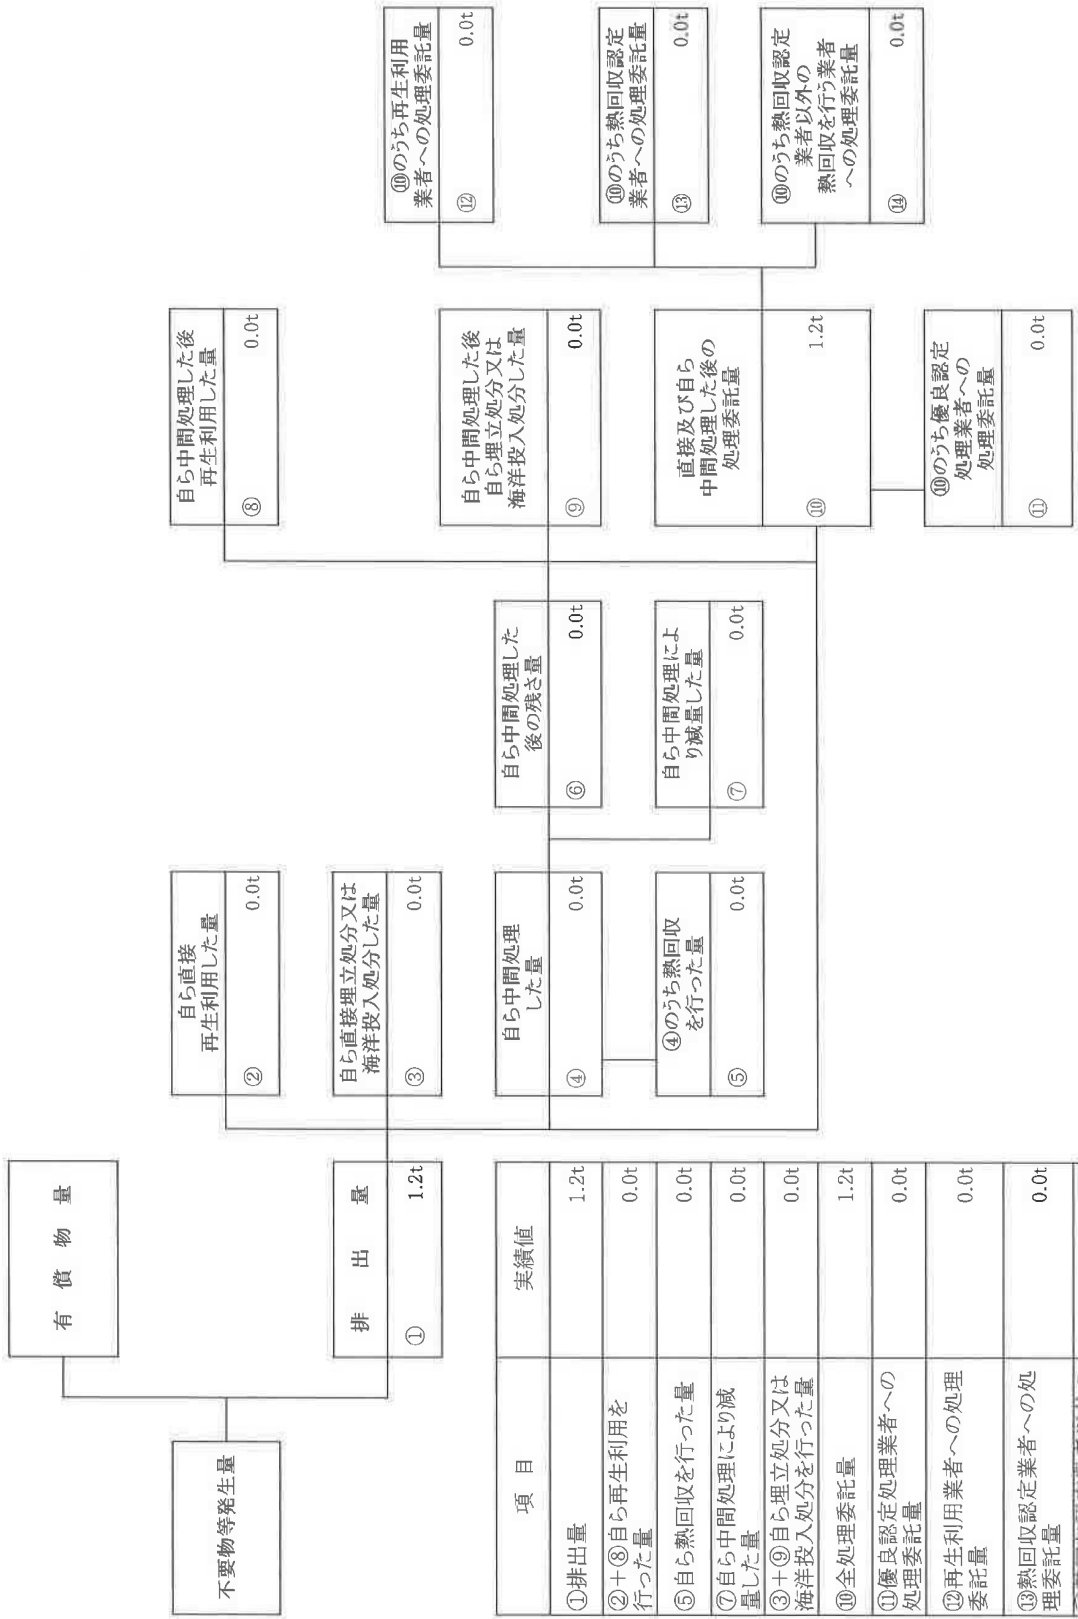 不要物等発生量
有 償 物 量
排 出 量
① 1.2t
自ら直接
再生利用した量
② 0.0t
自ら直接埋立処分又は
海洋投入処分した量
③ 0.0t
自ら中間処理
した量
④ 0.0t
④のうち熱回収
を行った量
⑤ 0.0t
自ら中間処理した
後の残さ量
⑥ 0.0t
自ら中間処理によ
り減量した量
⑦ 0.0t
自ら中間処理した後
再生利用した量
⑧ 0.0t
自ら中間処理した後
自ら埋立処分又は
海洋投入処分した量
⑨ 0.0t
直接及び自ら
中間処理した後の
処理委託量
⑩ 1.2t
⑩のうち優良認定
処理業者への
処理委託量
⑪ 0.0t
⑩のうち再生利用
業者への処理委託量
⑫ 0.0t
⑩のうち熱回収認定
業者への処理委託量
⑬ 0.0t
⑩のうち熱回収認定
業者以外の
熱回収を行う業者
への処理委託量
⑭ 0.0t
項 目 実績値
①排出量 1.2t
②+⑧自ら再生利用を
行った量 0.0t
⑤自ら熱回収を行った量 0.0t
⑦自ら中間処理により減
量した量 0.0t
③+⑨自ら埋立処分又は
海洋投入処分を行った量 0.0t
⑩全処理委託量 1.2t
⑪優良認定処理業者への
処理委託量 0.0t
⑫再生利用業者への処理
委託量 0.0t
⑬熱回収認定業者への処
理委託量 0.0t